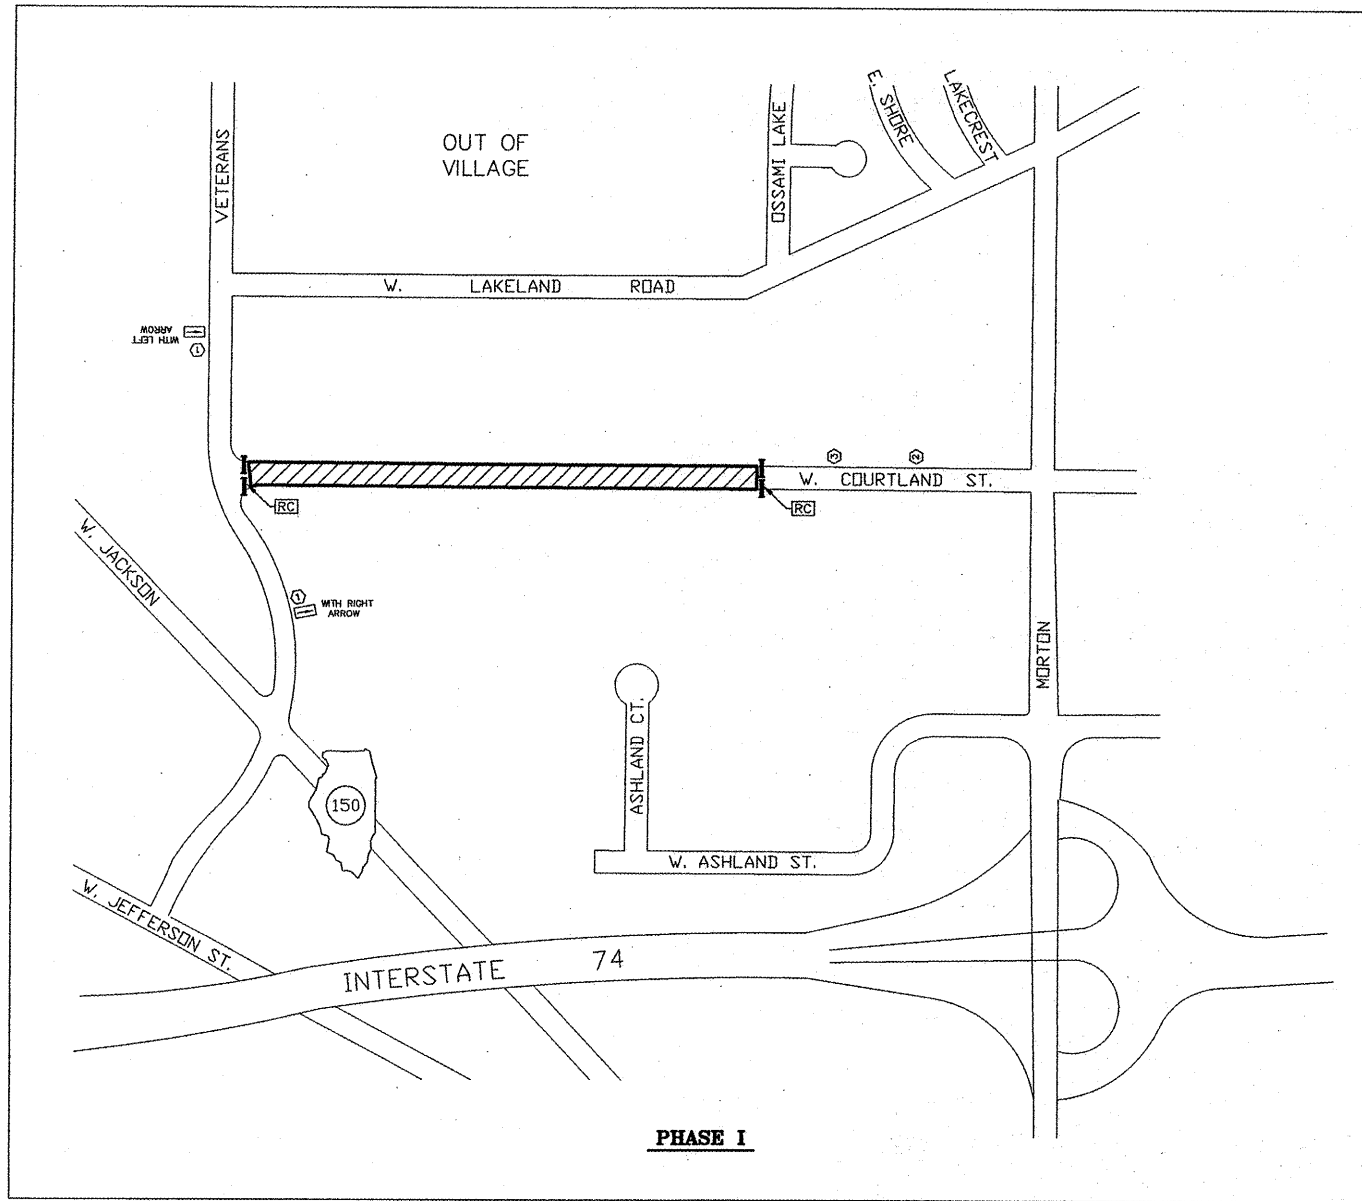 E. SHORE
LAKECREST
VETERANS
OUT OF
VILLAGE
OSSAMI LAKE
W. LAKELAND ROAD
WITH LEFT
ARROW
1
3
2
W. COURTLAND ST.
RC
RC
W. JACKSON
1
WITH RIGHT
ARROW
MORTON
ASHLAND CT.
150
W. ASHLAND ST.
W. JEFFERSON ST.
INTERSTATE 74
PHASE I